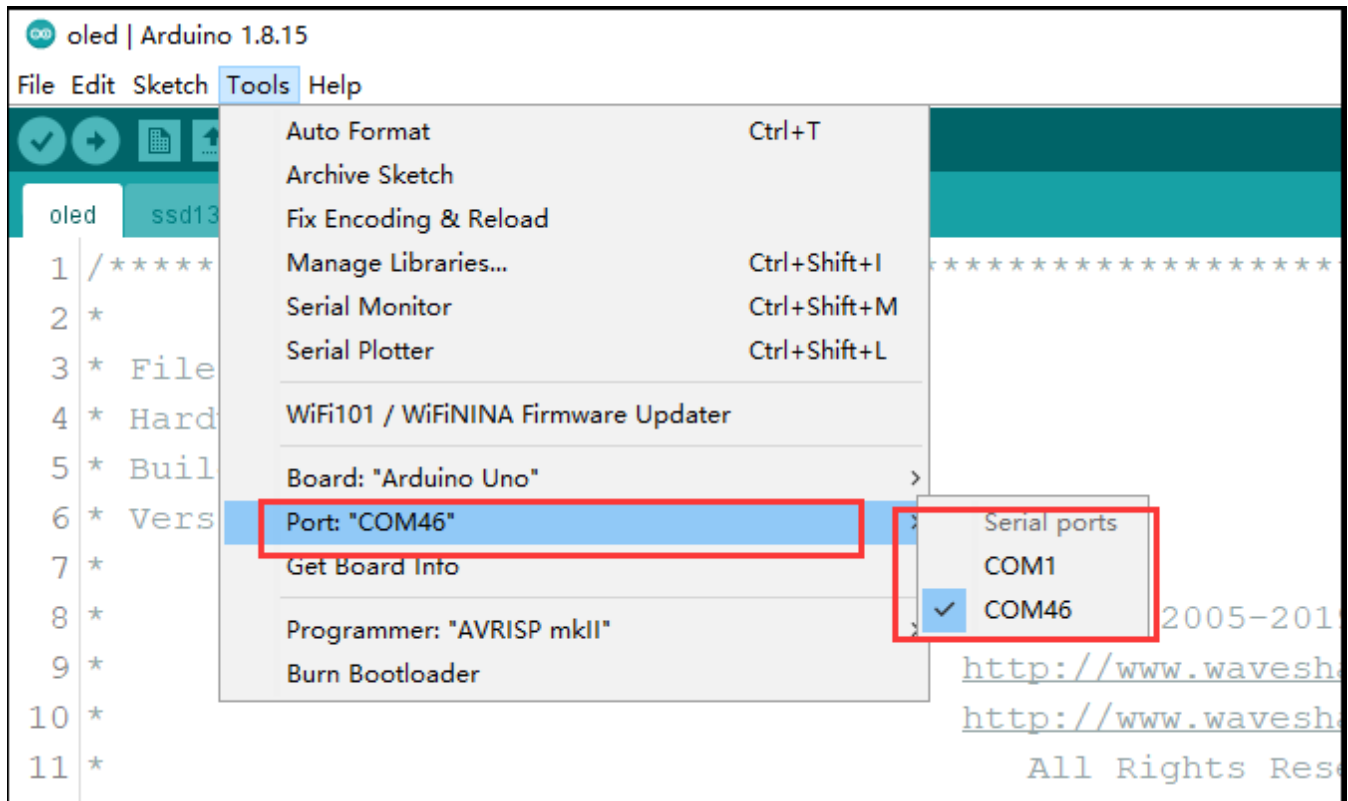 oled | Arduino 1.8.15
File Edit Sketch Tools Help
Auto Format Ctrl+T
Archive Sketch
oled ssd13
Fix Encoding & Reload
1 /***** Manage Libraries... Ctrl+Shift+I *******************
2 * Serial Monitor Ctrl+Shift+M
3 * File Serial Plotter Ctrl+Shift+L
4 * Hard WiFi101 / WiFiNINA Firmware Updater
5 * Buil Board: "Arduino Uno" >
6 * Vers Port: "COM46" > Serial ports
7 * Get Board Info COM1
8 * Programmer: "AVRISP mkII" > ✓ COM46 2005-201
9 * Burn Bootloader http://www.wavesh
10 * http://www.wavesh
11 * All Rights Rese